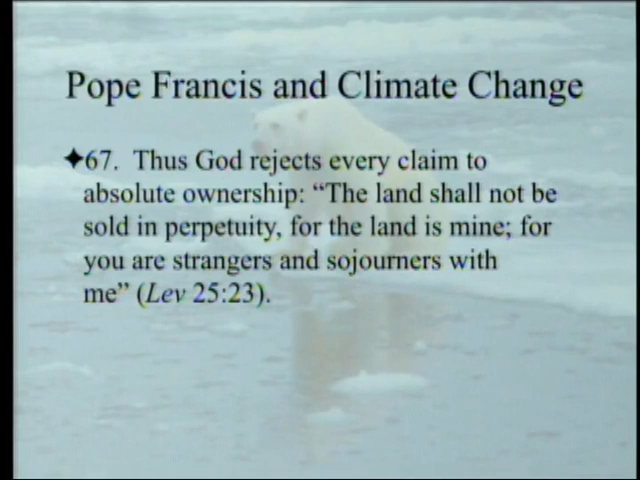 Pope Francis and Climate Change
✦67. Thus God rejects every claim to
absolute ownership: “The land shall not be
sold in perpetuity, for the land is mine; for
you are strangers and sojourners with
me” (Lev 25:23).